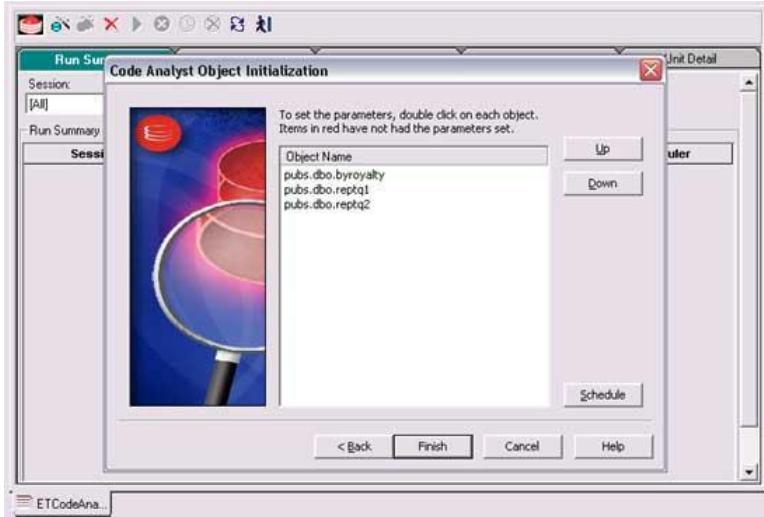 Run Sum
Unit Detail
Code Analyst Object Initialization
Session:
[All]
Run Summary
Sessi
uler
To set the parameters, double click on each object.
Items in red have not had the parameters set.
Object Name
pubs.dbo.byroyalty
pubs.dbo.reptq1
pubs.dbo.reptq2
Up
Down
Schedule
< Back
Finish
Cancel
Help
ETCodeAna...